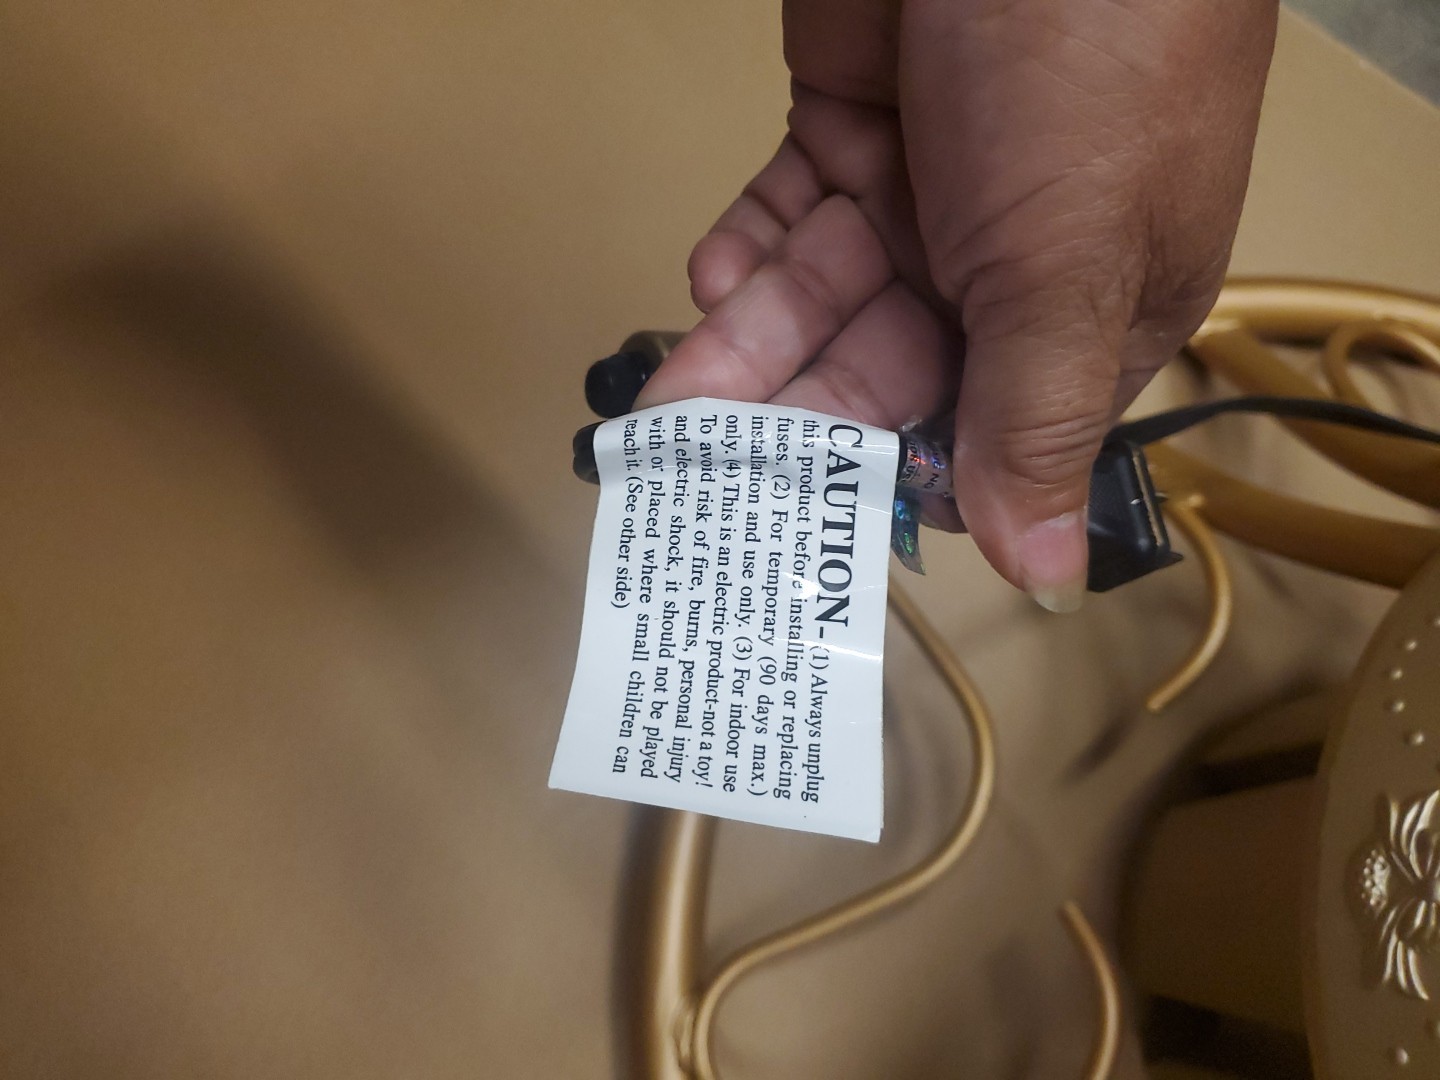 CAUTION-(1) Always unplug
this product before installing or replacing
fuses. (2) For temporary (90 days max.)
installation and use only. (3) For indoor use
only. (4) This is an electric product-not a toy!
To avoid risk of fire, burns, personal injury
and electric shock, it should not be played
with or placed where small children can
reach it. (See other side)